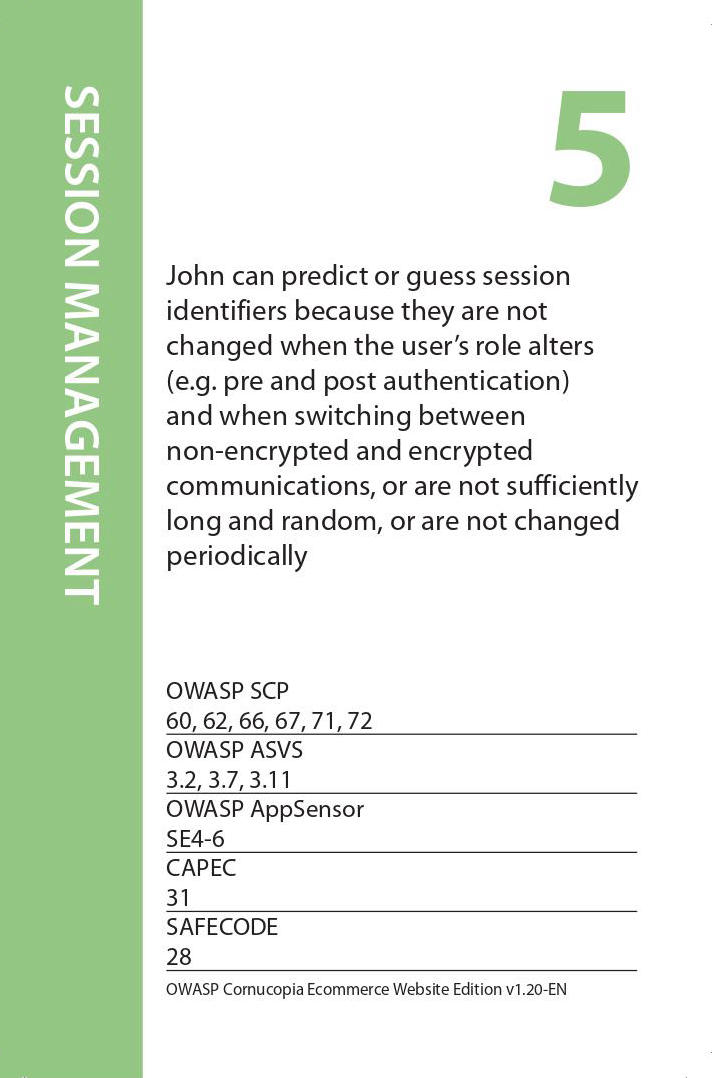 SESSION MANAGEMENT
5
John can predict or guess session
identifiers because they are not
changed when the user’s role alters
(e.g. pre and post authentication)
and when switching between
non-encrypted and encrypted
communications, or are not sufficiently
long and random, or are not changed
periodically
OWASP SCP
60, 62, 66, 67, 71, 72
OWASP ASVS
3.2, 3.7, 3.11
OWASP AppSensor
SE4-6
CAPEC
31
SAFECODE
28
OWASP Cornucopia Ecommerce Website Edition v1.20-EN